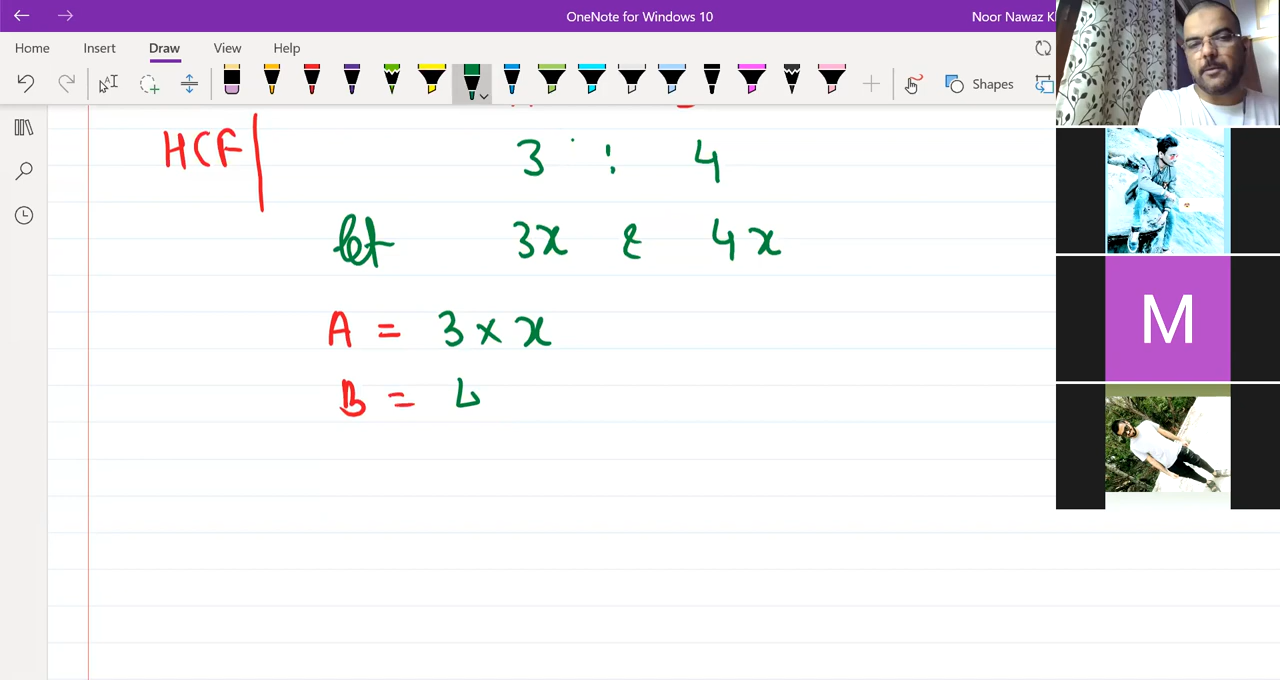 OneNote for Windows 10
Noor Nawaz K
Home Insert Draw View Help
Shapes
HCF
3 : 4
let 3x & 4x
A = 3 × x
B = 4
M